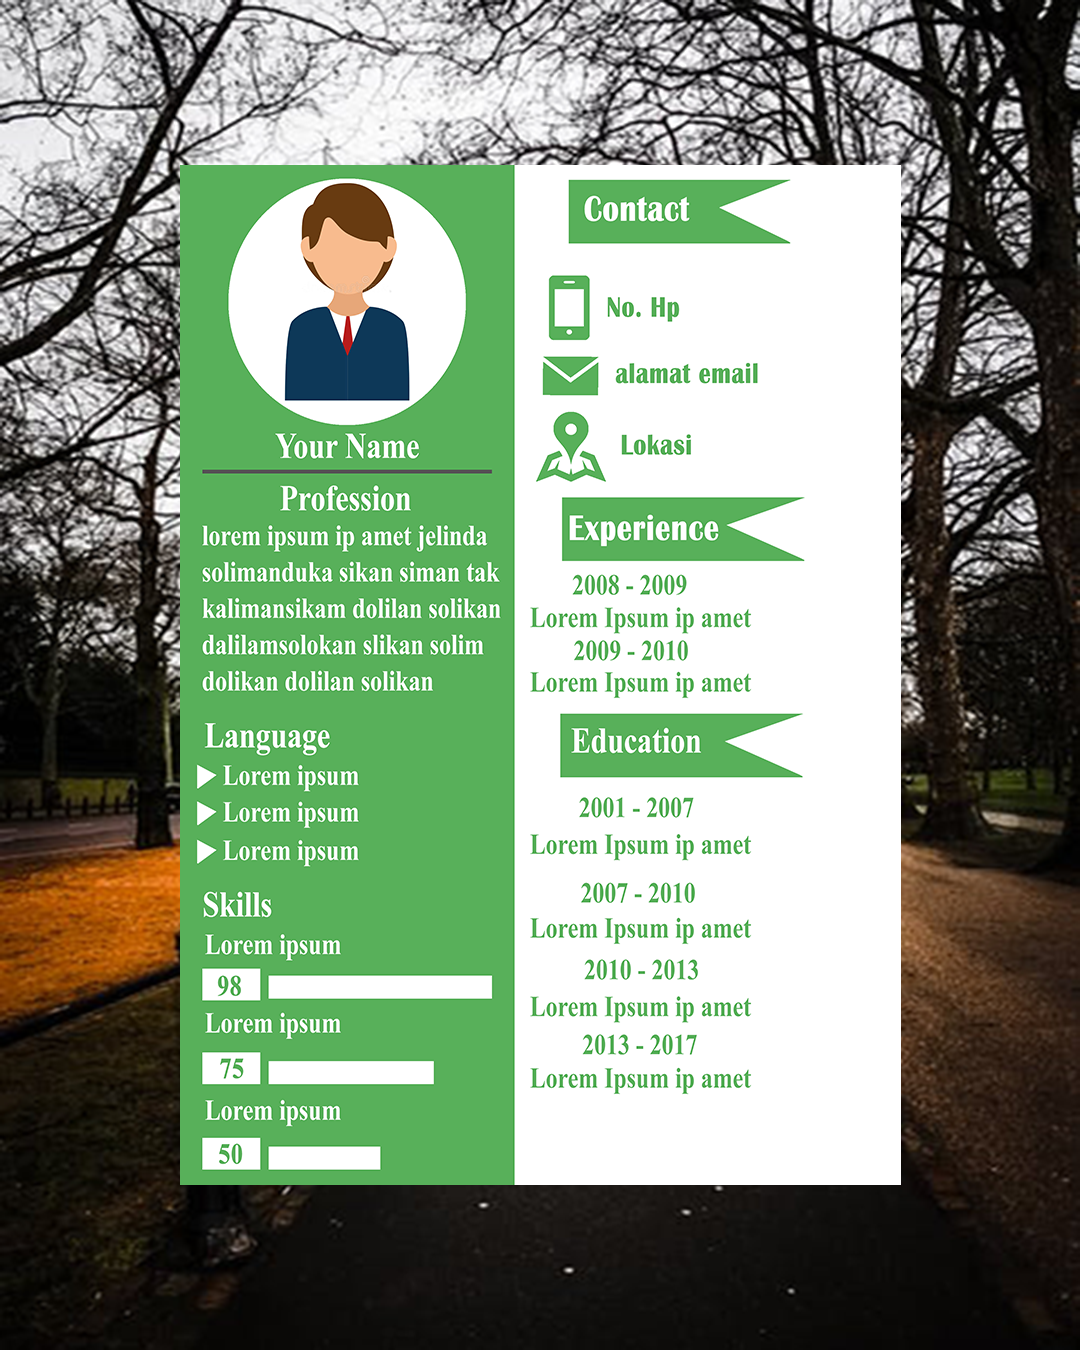 Your Name
Profession
lorem ipsum ip amet jelinda
solimanduka sikan siman tak
kalimansikam dolilan solikan
dalilamsolokan slikan solim
dolikan dolilan solikan
Language
Lorem ipsum
Lorem ipsum
Lorem ipsum
Skills
Lorem ipsum
98
Lorem ipsum
75
Lorem ipsum
50
Contact
No. Hp
alamat email
Lokasi
Experience
2008 - 2009
Lorem Ipsum ip amet
2009 - 2010
Lorem Ipsum ip amet
Education
2001 - 2007
Lorem Ipsum ip amet
2007 - 2010
Lorem Ipsum ip amet
2010 - 2013
Lorem Ipsum ip amet
2013 - 2017
Lorem Ipsum ip amet